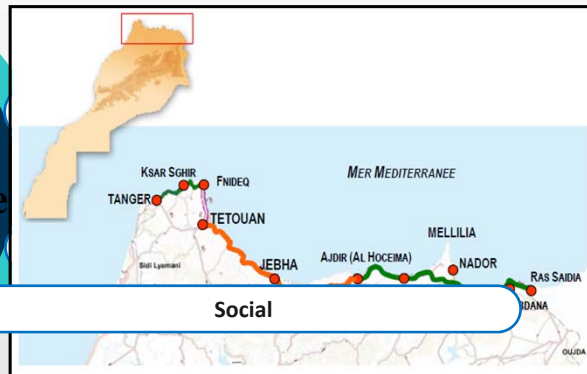 MER MEDITERRANEE
KSAR SGHIR
FNIDEQ
TANGER
TETOUAN
MELLILIA
JEBHA
AJDIR (AL HOCEIMA)
NADOR
Sidi Lyamani
RAS SAIDIA
BDANA
Social
OUJDA